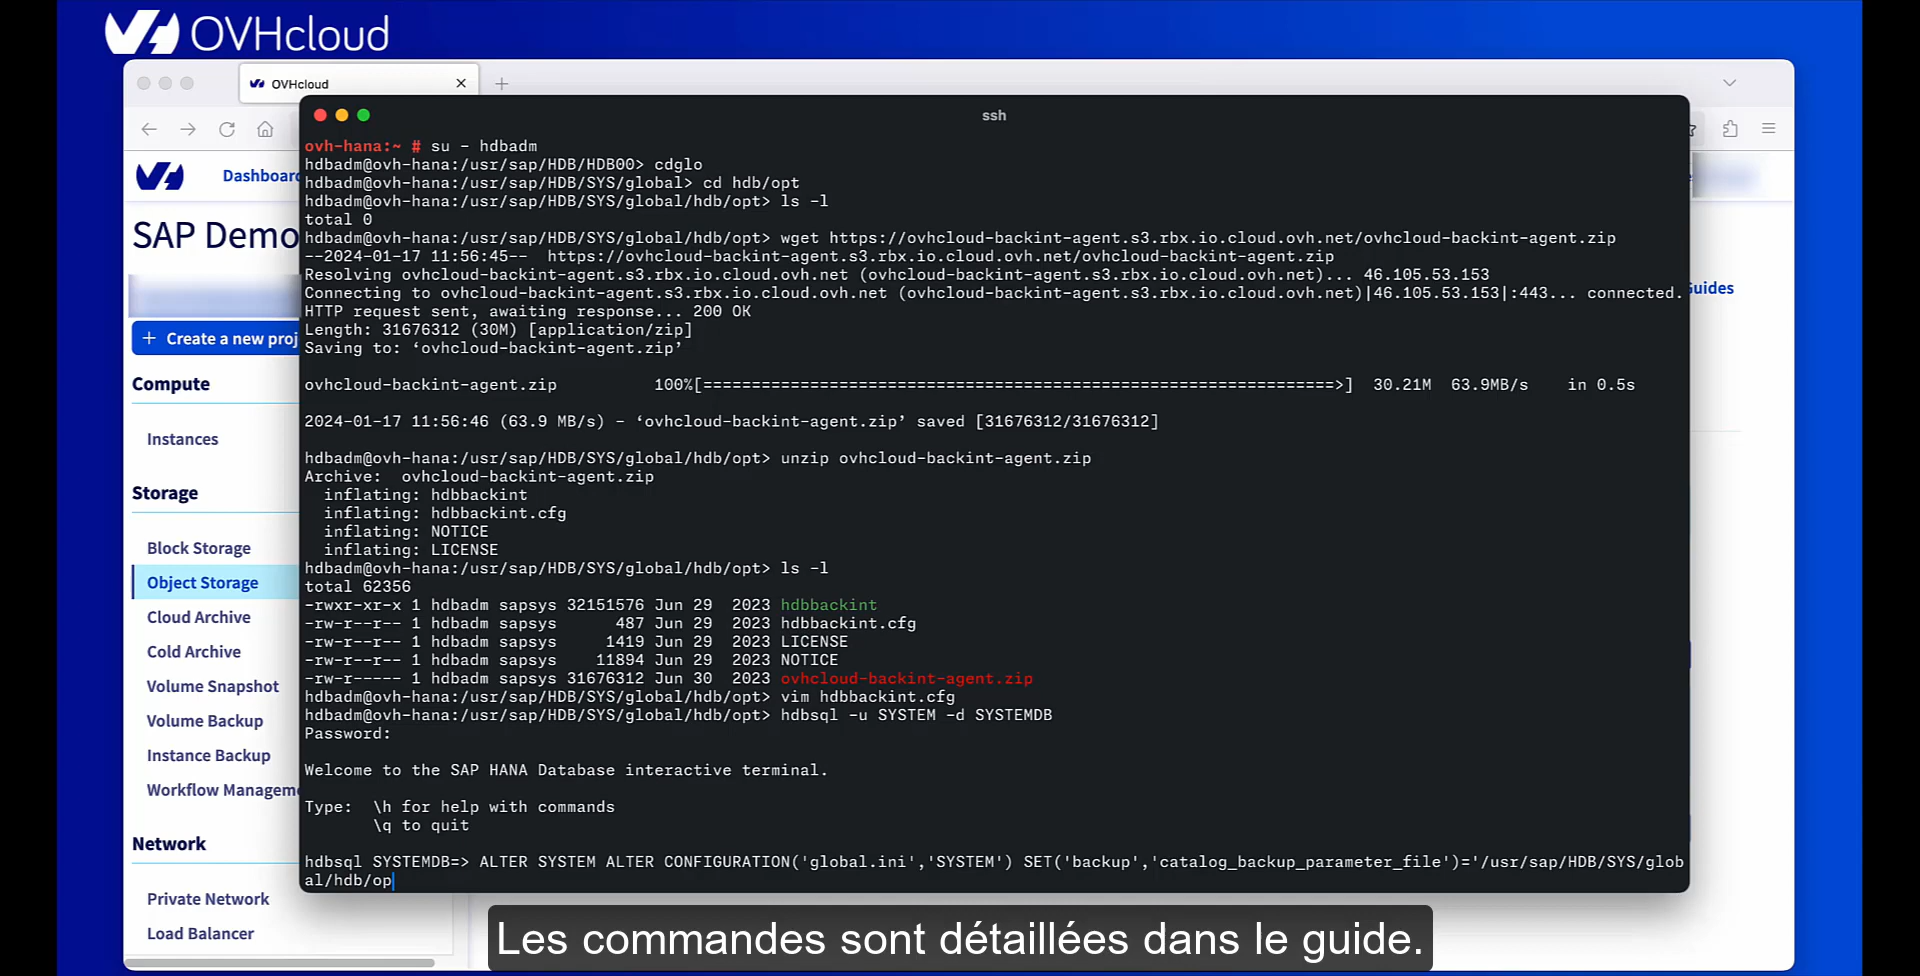 OVHcloud
OVHcloud
ssh
Dashboard
SAP Demo
Guides
+ Create a new proj
Compute
Instances
Storage
Block Storage
Object Storage
Cloud Archive
Cold Archive
Volume Snapshot
Volume Backup
Instance Backup
Workflow Manageme
Network
Private Network
Load Balancer
ovh-hana:~ # su - hdbadm
hdbadm@ovh-hana:/usr/sap/HDB/HDB00> cdglo
hdbadm@ovh-hana:/usr/sap/HDB/SYS/global> cd hdb/opt
hdbadm@ovh-hana:/usr/sap/HDB/SYS/global/hdb/opt> ls -l
total 0
hdbadm@ovh-hana:/usr/sap/HDB/SYS/global/hdb/opt> wget https://ovhcloud-backint-agent.s3.rbx.io.cloud.ovh.net/ovhcloud-backint-agent.zip
--2024-01-17 11:56:45--  https://ovhcloud-backint-agent.s3.rbx.io.cloud.ovh.net/ovhcloud-backint-agent.zip
Resolving ovhcloud-backint-agent.s3.rbx.io.cloud.ovh.net (ovhcloud-backint-agent.s3.rbx.io.cloud.ovh.net)... 46.105.53.153
Connecting to ovhcloud-backint-agent.s3.rbx.io.cloud.ovh.net (ovhcloud-backint-agent.s3.rbx.io.cloud.ovh.net)|46.105.53.153|:443... connected.
HTTP request sent, awaiting response... 200 OK
Length: 31676312 (30M) [application/zip]
Saving to: ‘ovhcloud-backint-agent.zip’
ovhcloud-backint-agent.zip          100%[=================================================================>]  30.21M  63.9MB/s    in 0.5s
2024-01-17 11:56:46 (63.9 MB/s) - ‘ovhcloud-backint-agent.zip’ saved [31676312/31676312]
hdbadm@ovh-hana:/usr/sap/HDB/SYS/global/hdb/opt> unzip ovhcloud-backint-agent.zip
Archive:  ovhcloud-backint-agent.zip
  inflating: hdbbackint
  inflating: hdbbackint.cfg
  inflating: NOTICE
  inflating: LICENSE
hdbadm@ovh-hana:/usr/sap/HDB/SYS/global/hdb/opt> ls -l
total 62356
-rwxr-xr-x 1 hdbadm sapsys 32151576 Jun 29  2023 hdbbackint
-rw-r--r-- 1 hdbadm sapsys      487 Jun 29  2023 hdbbackint.cfg
-rw-r--r-- 1 hdbadm sapsys     1419 Jun 29  2023 LICENSE
-rw-r--r-- 1 hdbadm sapsys    11894 Jun 29  2023 NOTICE
-rw-r----- 1 hdbadm sapsys 31676312 Jun 30  2023 ovhcloud-backint-agent.zip
hdbadm@ovh-hana:/usr/sap/HDB/SYS/global/hdb/opt> vim hdbbackint.cfg
hdbadm@ovh-hana:/usr/sap/HDB/SYS/global/hdb/opt> hdbsql -u SYSTEM -d SYSTEMDB
Password:
Welcome to the SAP HANA Database interactive terminal.
Type:  \h for help with commands
       \q to quit
hdbsql SYSTEMDB=> ALTER SYSTEM ALTER CONFIGURATION('global.ini','SYSTEM') SET('backup','catalog_backup_parameter_file')='/usr/sap/HDB/SYS/glob
al/hdb/op
Les commandes sont détaillées dans le guide.